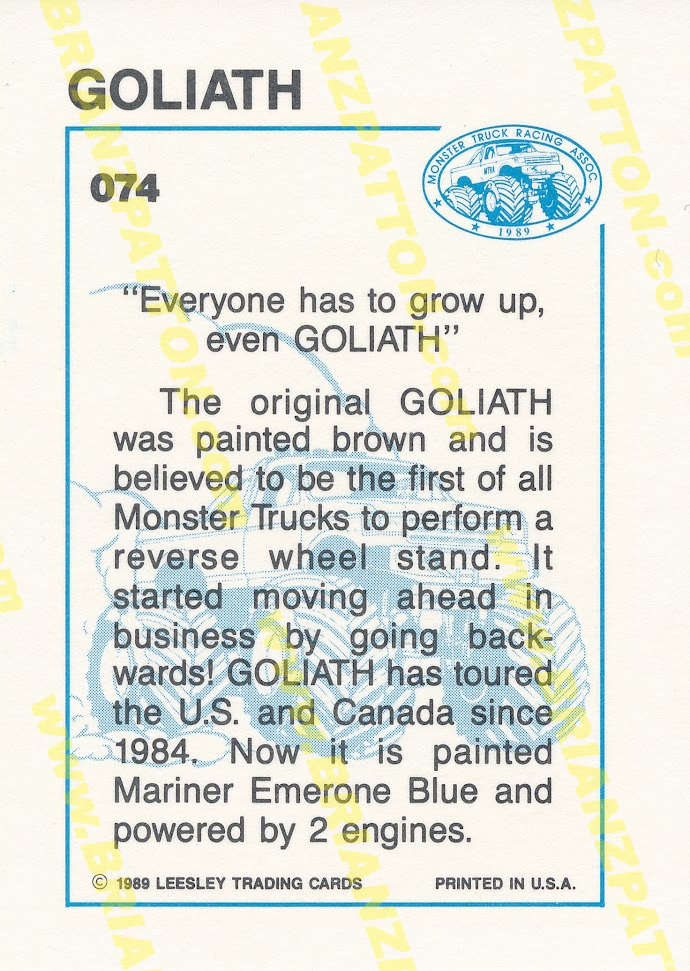 GOLIATH
MONSTER TRUCK RACING ASSOC.
MTRA
1989
074
“Everyone has to grow up,
even GOLIATH”
The original GOLIATH
was painted brown and is
believed to be the first of all
Monster Trucks to perform a
reverse wheel stand. It
started moving ahead in
business by going back-
wards! GOLIATH has toured
the U.S. and Canada since
1984. Now it is painted
Mariner Emerone Blue and
powered by 2 engines.
© 1989 LEESLEY TRADING CARDS
PRINTED IN U.S.A.
www.BRIANZPATTON.com